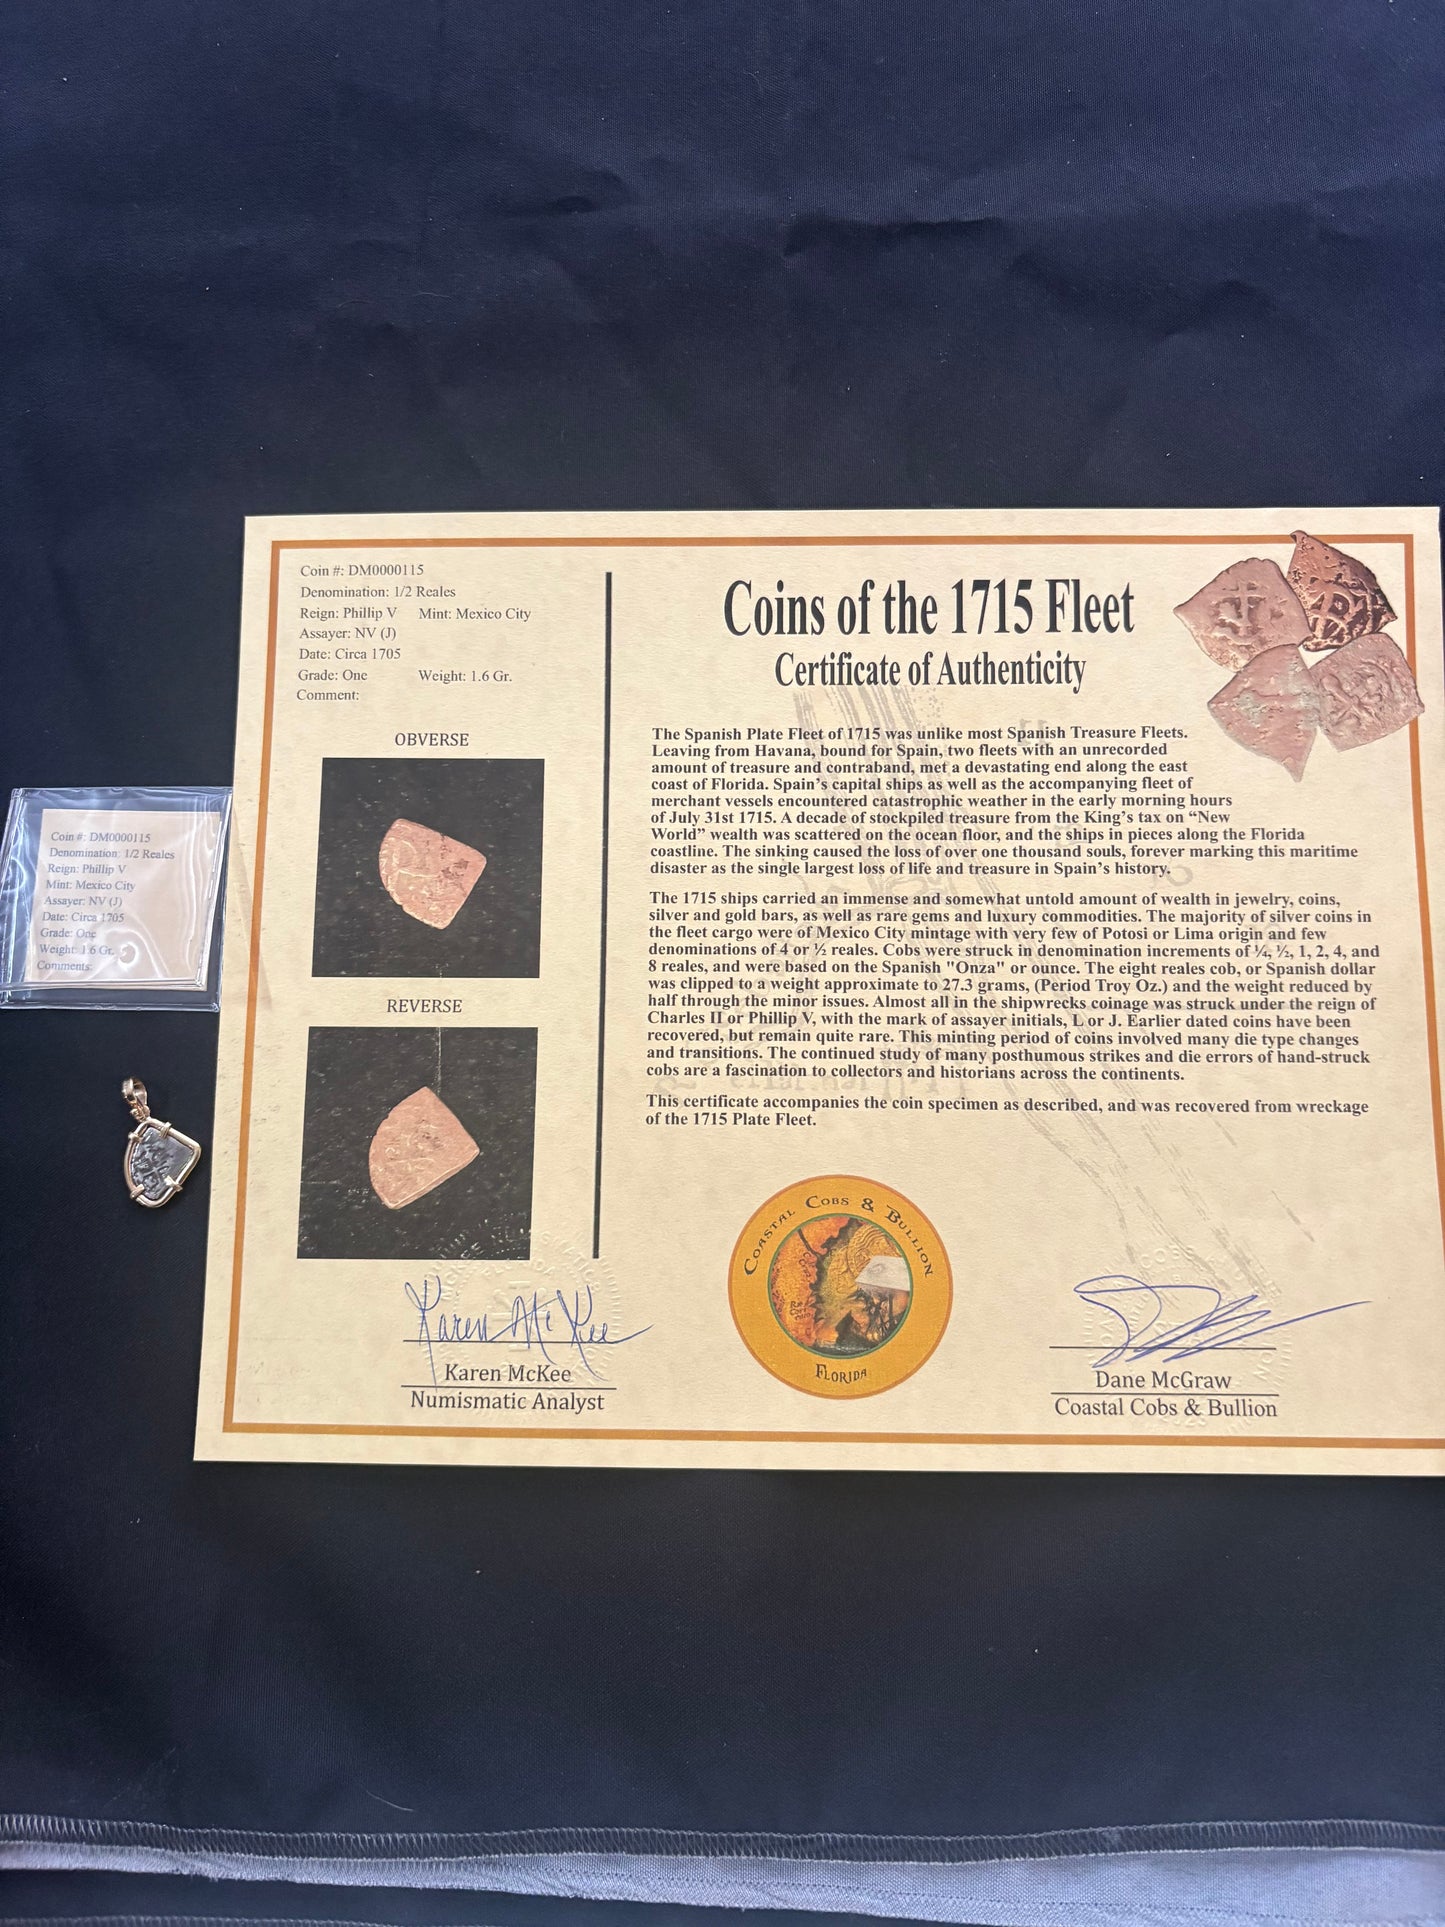 Coin #: DM0000115
Denomination: 1/2 Reales
Reign: Phillip V
Mint: Mexico City
Assayer: NV (J)
Date: Circa 1705
Grade: One
Weight: 1.6 Gr.
Comments:
Coin #: DM0000115
Denomination: 1/2 Reales
Reign: Phillip V Mint: Mexico City
Assayer: NV (J)
Date: Circa 1705
Grade: One Weight: 1.6 Gr.
Comment:
OBVERSE
REVERSE
Karen McKee
Karen McKee
Numismatic Analyst
Coins of the 1715 Fleet
Certificate of Authenticity
The Spanish Plate Fleet of 1715 was unlike most Spanish Treasure Fleets.
Leaving from Havana, bound for Spain, two fleets with an unrecorded
amount of treasure and contraband, met a devastating end along the east
coast of Florida. Spain's capital ships as well as the accompanying fleet of
merchant vessels encountered catastrophic weather in the early morning hours
of July 31st 1715. A decade of stockpiled treasure from the King's tax on “New
World” wealth was scattered on the ocean floor, and the ships in pieces along the Florida
coastline. The sinking caused the loss of over one thousand souls, forever marking this maritime
disaster as the single largest loss of life and treasure in Spain's history.
The 1715 ships carried an immense and somewhat untold amount of wealth in jewelry, coins,
silver and gold bars, as well as rare gems and luxury commodities. The majority of silver coins in
the fleet cargo were of Mexico City mintage with very few of Potosi or Lima origin and few
denominations of 4 or ½ reales. Cobs were struck in denomination increments of ¼, ½, 1, 2, 4, and
8 reales, and were based on the Spanish "Onza" or ounce. The eight reales cob, or Spanish dollar
was clipped to a weight approximate to 27.3 grams, (Period Troy Oz.) and the weight reduced by
half through the minor issues. Almost all in the shipwrecks coinage was struck under the reign of
Charles II or Phillip V, with the mark of assayer initials, L or J. Earlier dated coins have been
recovered, but remain quite rare. This minting period of coins involved many die type changes
and transitions. The continued study of many posthumous strikes and die errors of hand-struck
cobs are a fascination to collectors and historians across the continents.
This certificate accompanies the coin specimen as described, and was recovered from wreckage
of the 1715 Plate Fleet.
COASTAL COBS & BULLION
FLORIDA
Dane McGraw
Coastal Cobs & Bullion